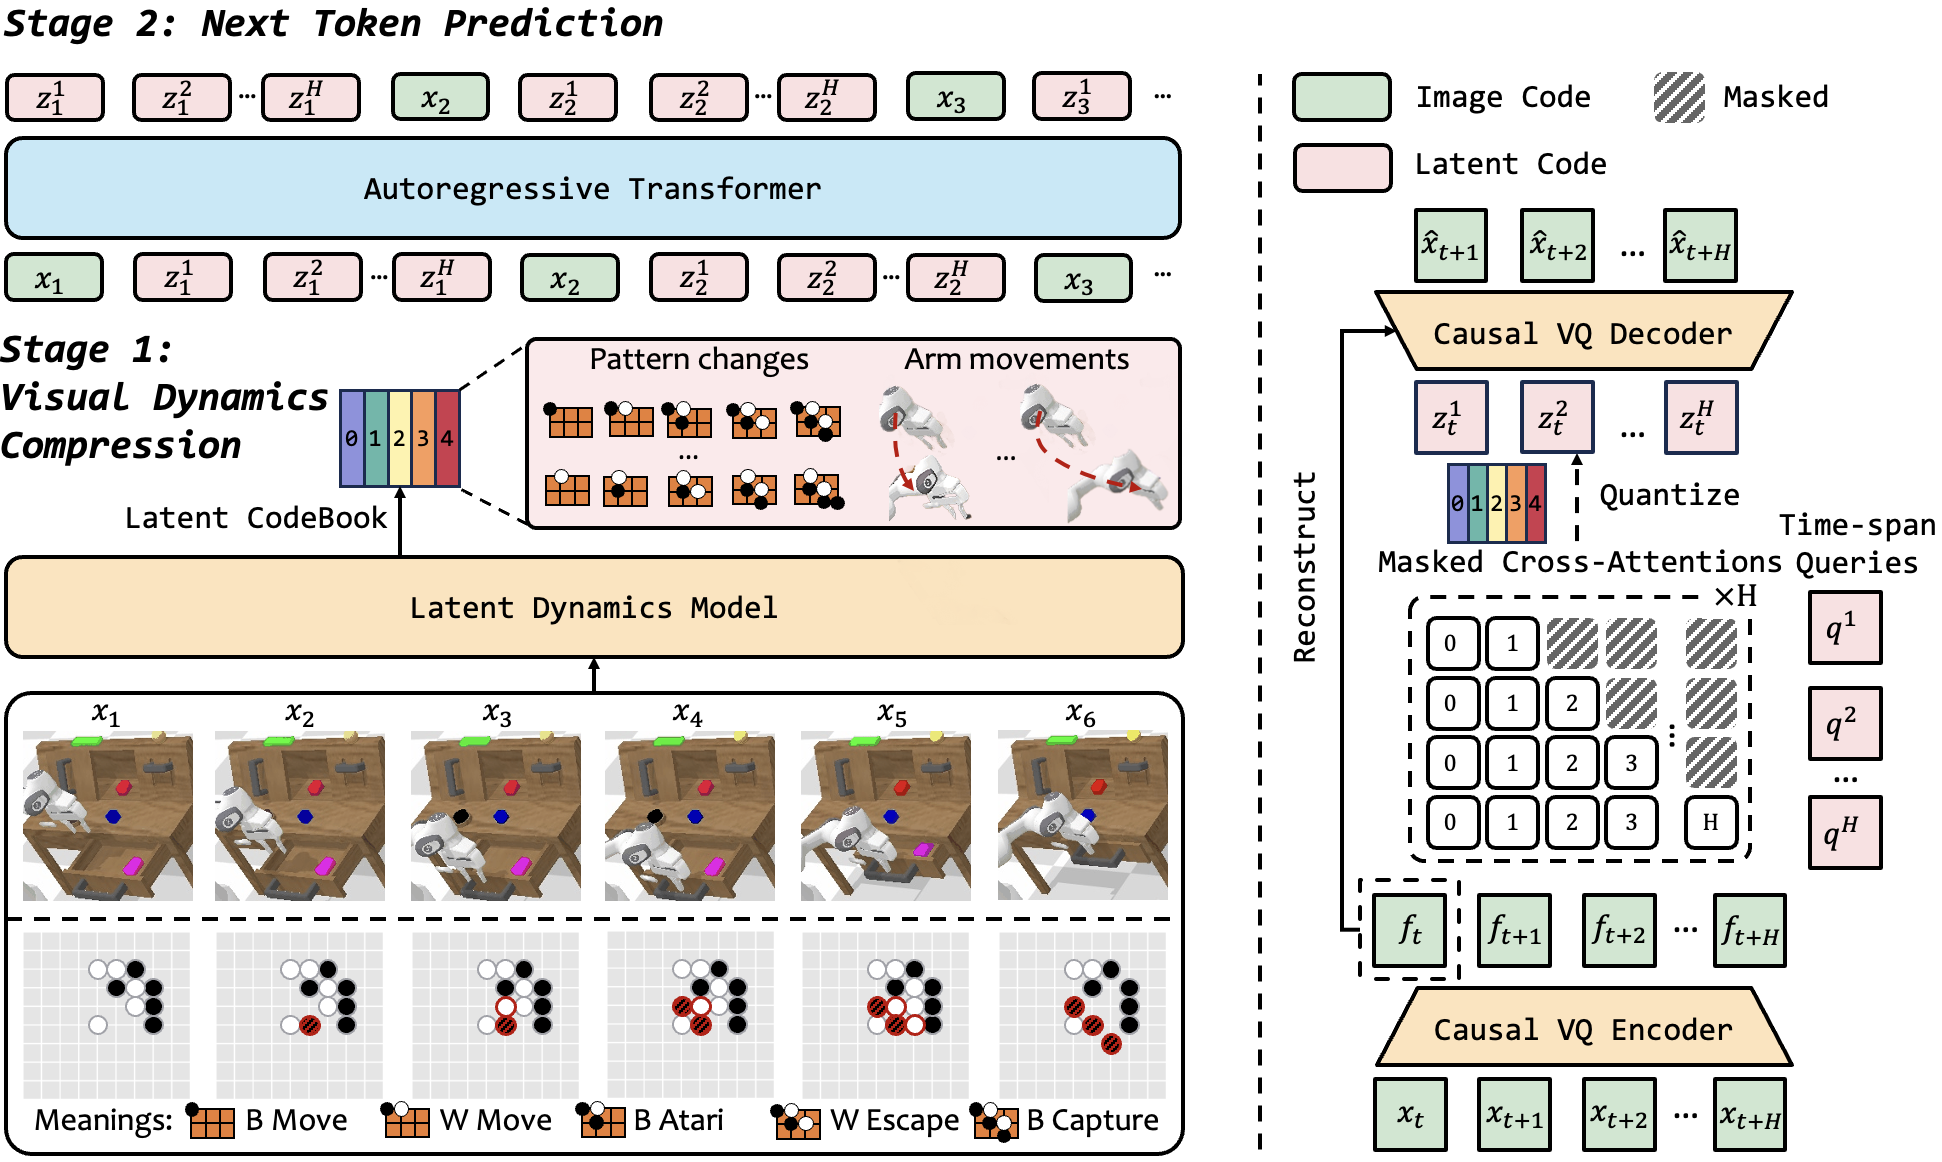 Stage 2: Next Token Prediction
z_1^1 z_1^2 ... z_1^H x_2 z_2^1 z_2^2 ... z_2^H x_3 z_3^1 ...
Autoregressive Transformer
x_1 z_1^1 z_1^2 ... z_1^H x_2 z_2^1 z_2^2 ... z_2^H x_3 ...
Stage 1:
Visual Dynamics
Compression
0 1 2 3 4
Latent CodeBook
Pattern changes
Arm movements
...
...
Latent Dynamics Model
x_1 x_2 x_3 x_4 x_5 x_6
Meanings: B Move W Move B Atari W Escape B Capture
Image Code
Masked
Latent Code
x̂_{t+1} x̂_{t+2} ... x̂_{t+H}
Causal VQ Decoder
z_t^1 z_t^2 ... z_t^H
0 1 2 3 4
Quantize
Reconstruct
Masked Cross-Attentions
Time-span
Queries
×H
0 1
0 1 2
0 1 2 3
0 1 2 3 H
q^1
q^2
...
q^H
f_t f_{t+1} f_{t+2} ... f_{t+H}
Causal VQ Encoder
x_t x_{t+1} x_{t+2} ... x_{t+H}